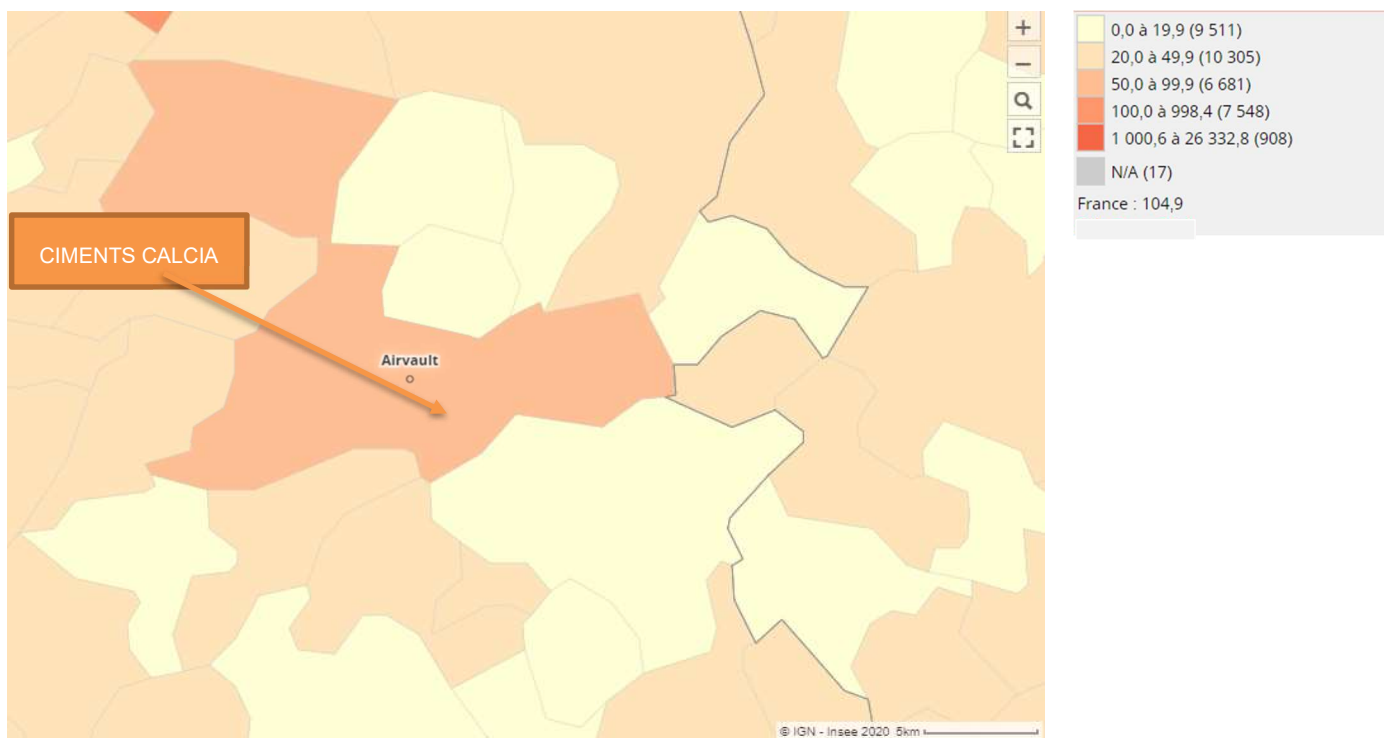 CIMENTS CALCIA
Airvault
© IGN - Insee 2020 5km
0,0 à 19,9 (9 511)
20,0 à 49,9 (10 305)
50,0 à 99,9 (6 681)
100,0 à 998,4 (7 548)
1 000,6 à 26 332,8 (908)
N/A (17)
France : 104,9